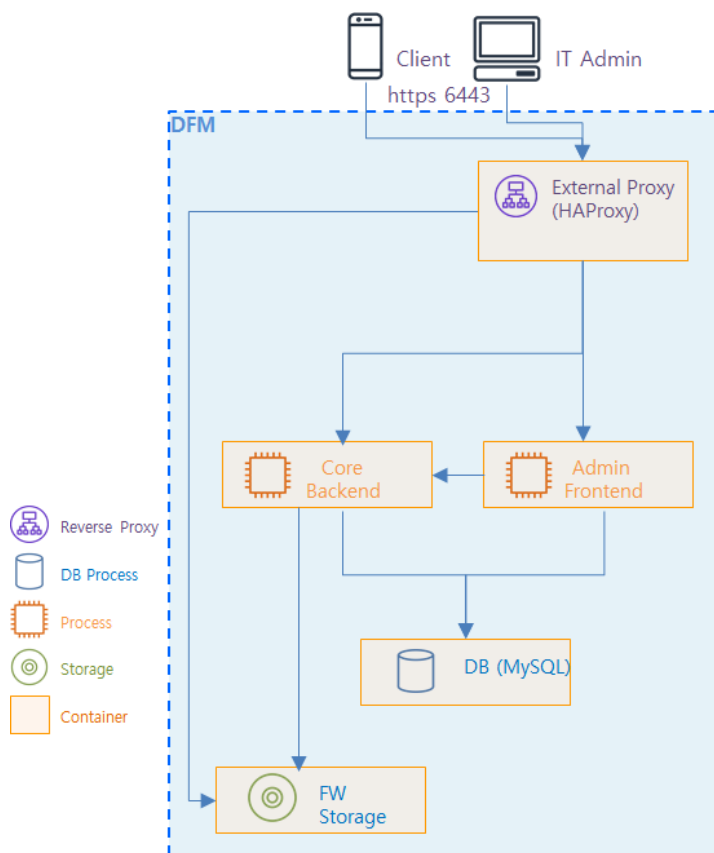 Client
IT Admin
https 6443
DFM
External Proxy
(HAProxy)
Core
Backend
Admin
Frontend
Reverse Proxy
DB Process
Process
Storage
Container
DB (MySQL)
FW
Storage